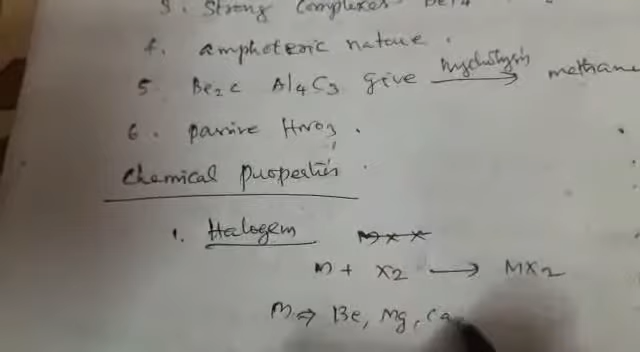 3. Strong Complexes
4. amphoteric nature.
5 Be2C Al4C3 give hydrolysis → methane
6. passive HNO3.
Chemical Properties
1. Halogem
M + X2 → MX2
M ⇒ Be, Mg, Ca